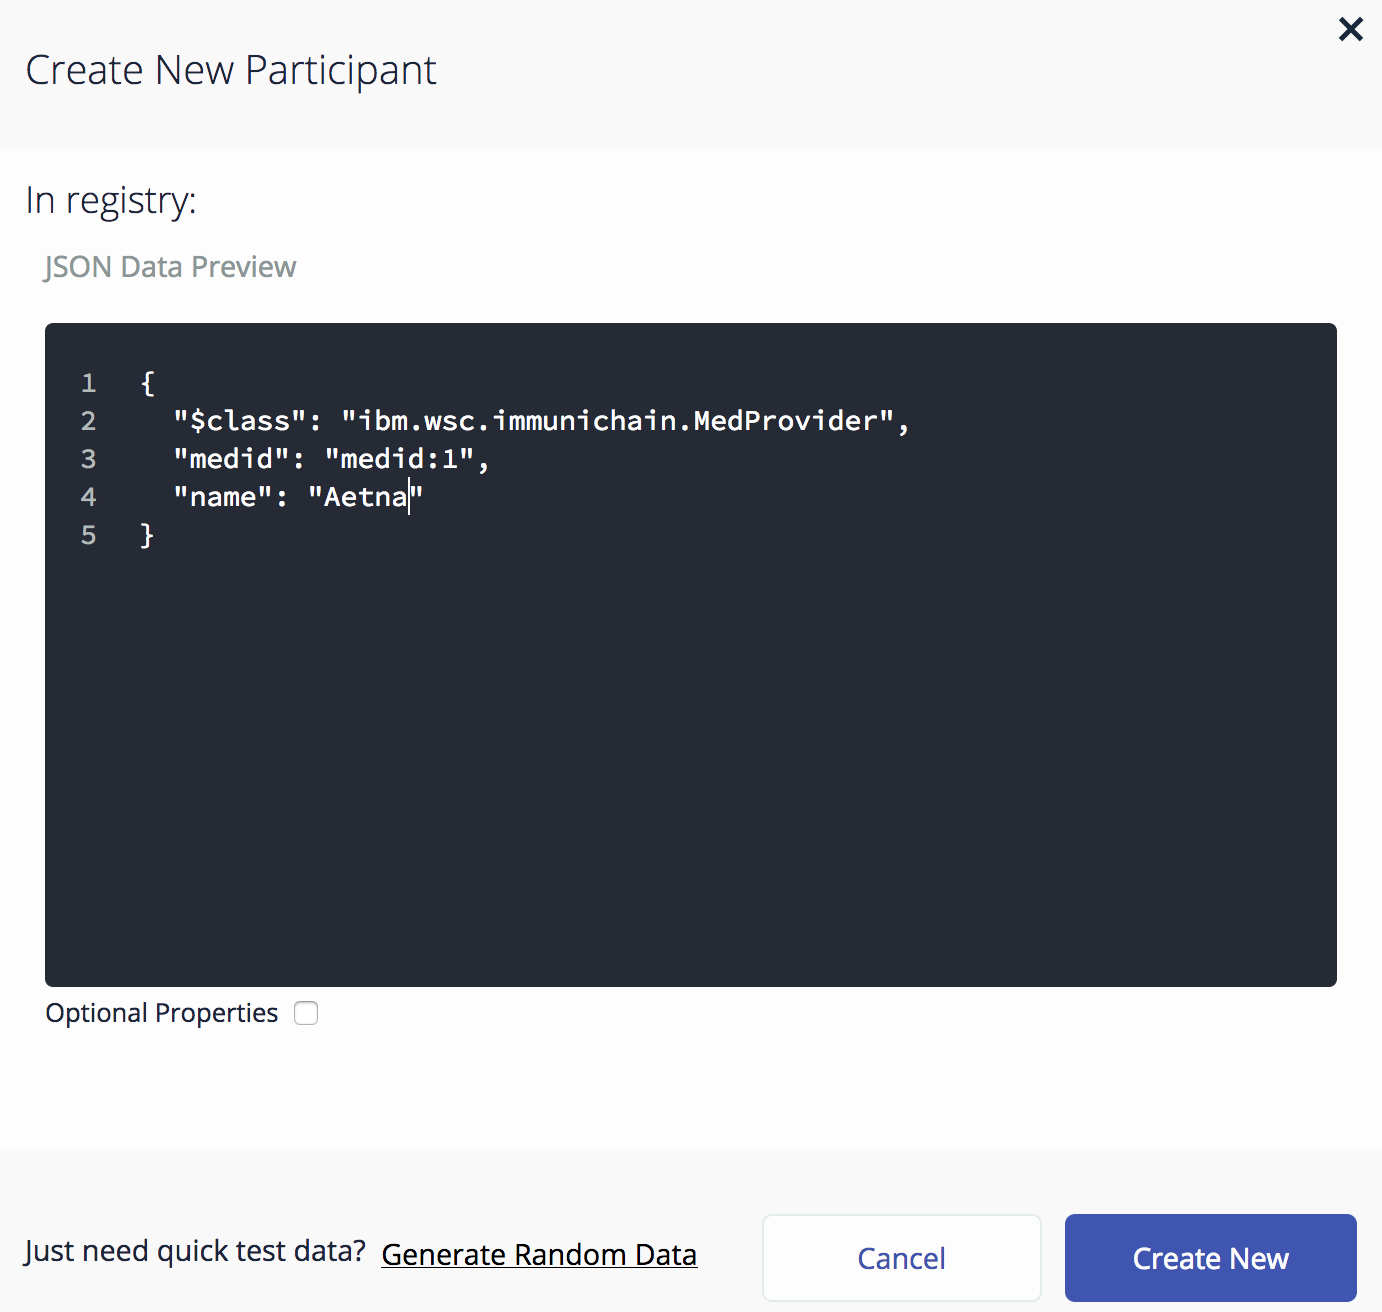 Create New Participant
In registry:
JSON Data Preview
1 {
2 "$class": "ibm.wsc.immunichain.MedProvider",
3 "medid": "medid:1",
4 "name": "Aetna"
5 }
Optional Properties
Just need quick test data? Generate Random Data
Cancel
Create New